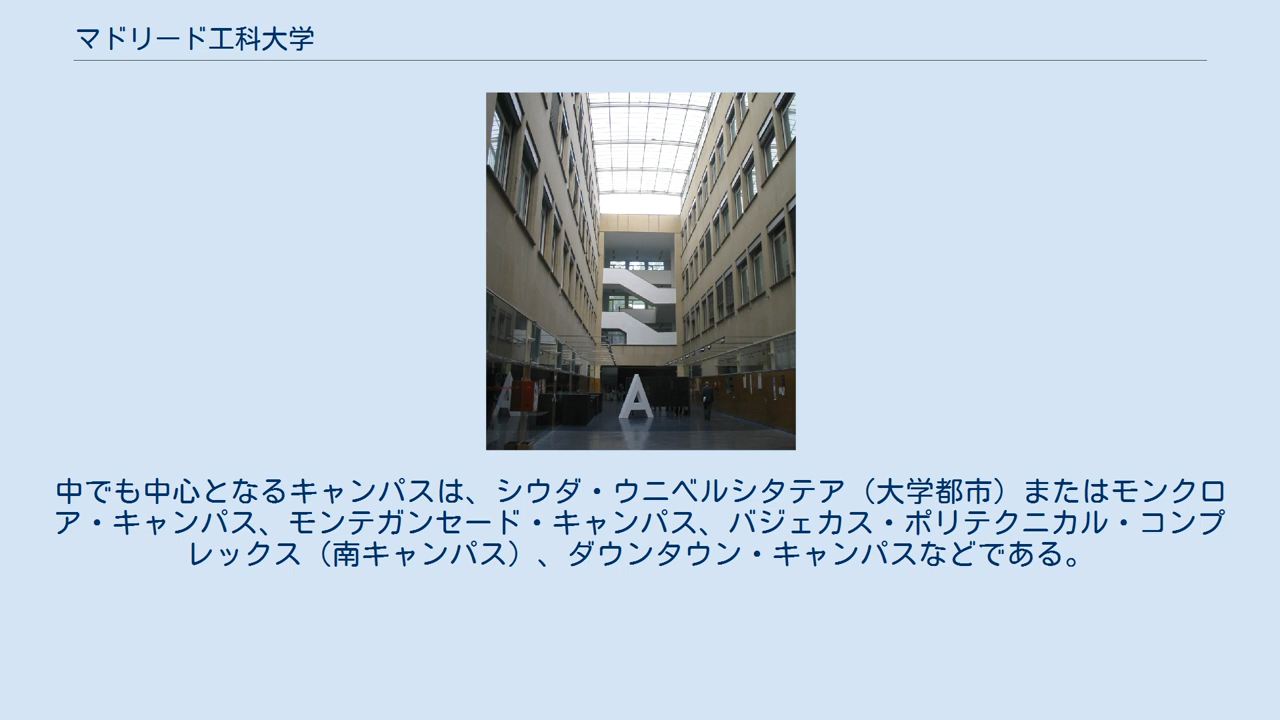 マドリード工科大学
A
中でも中心となるキャンパスは、シウダ・ウニベルシタテア（大学都市）またはモンクロ
ア・キャンパス、モンテガンセード・キャンパス、バジェカス・ポリテクニカル・コンプ
レックス（南キャンパス）、ダウンタウン・キャンパスなどである。